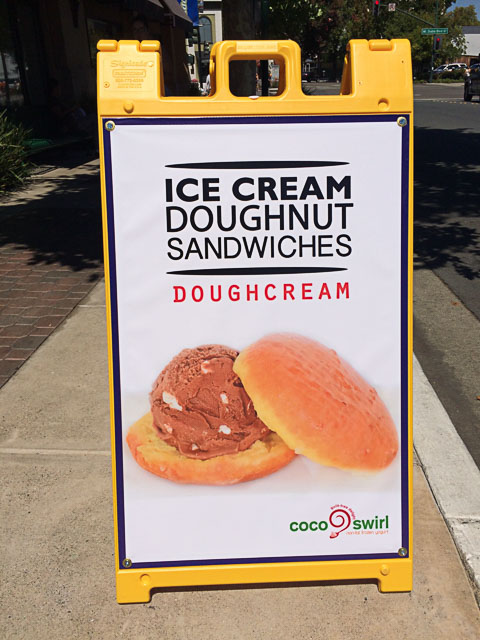 ICE CREAM
DOUGHNUT
SANDWICHES
DOUGHCREAM
coco swirl